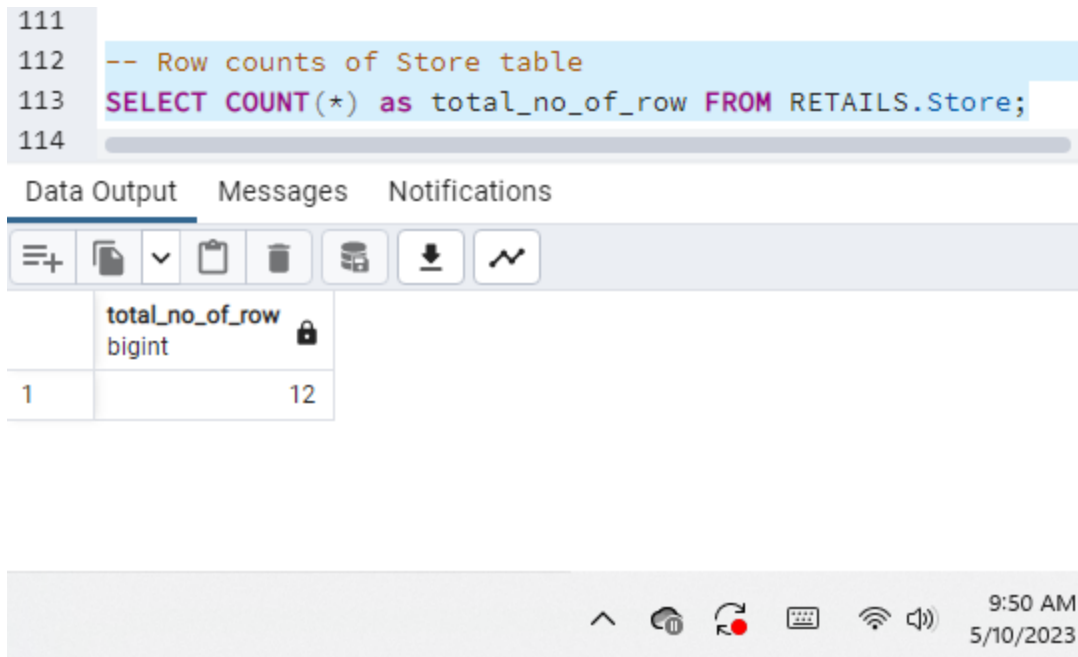 111
112 -- Row counts of Store table
113 SELECT COUNT(*) as total_no_of_row FROM RETAILS.Store;
114
Data Output Messages Notifications
total_no_of_row
bigint
1 12
9:50 AM
5/10/2023